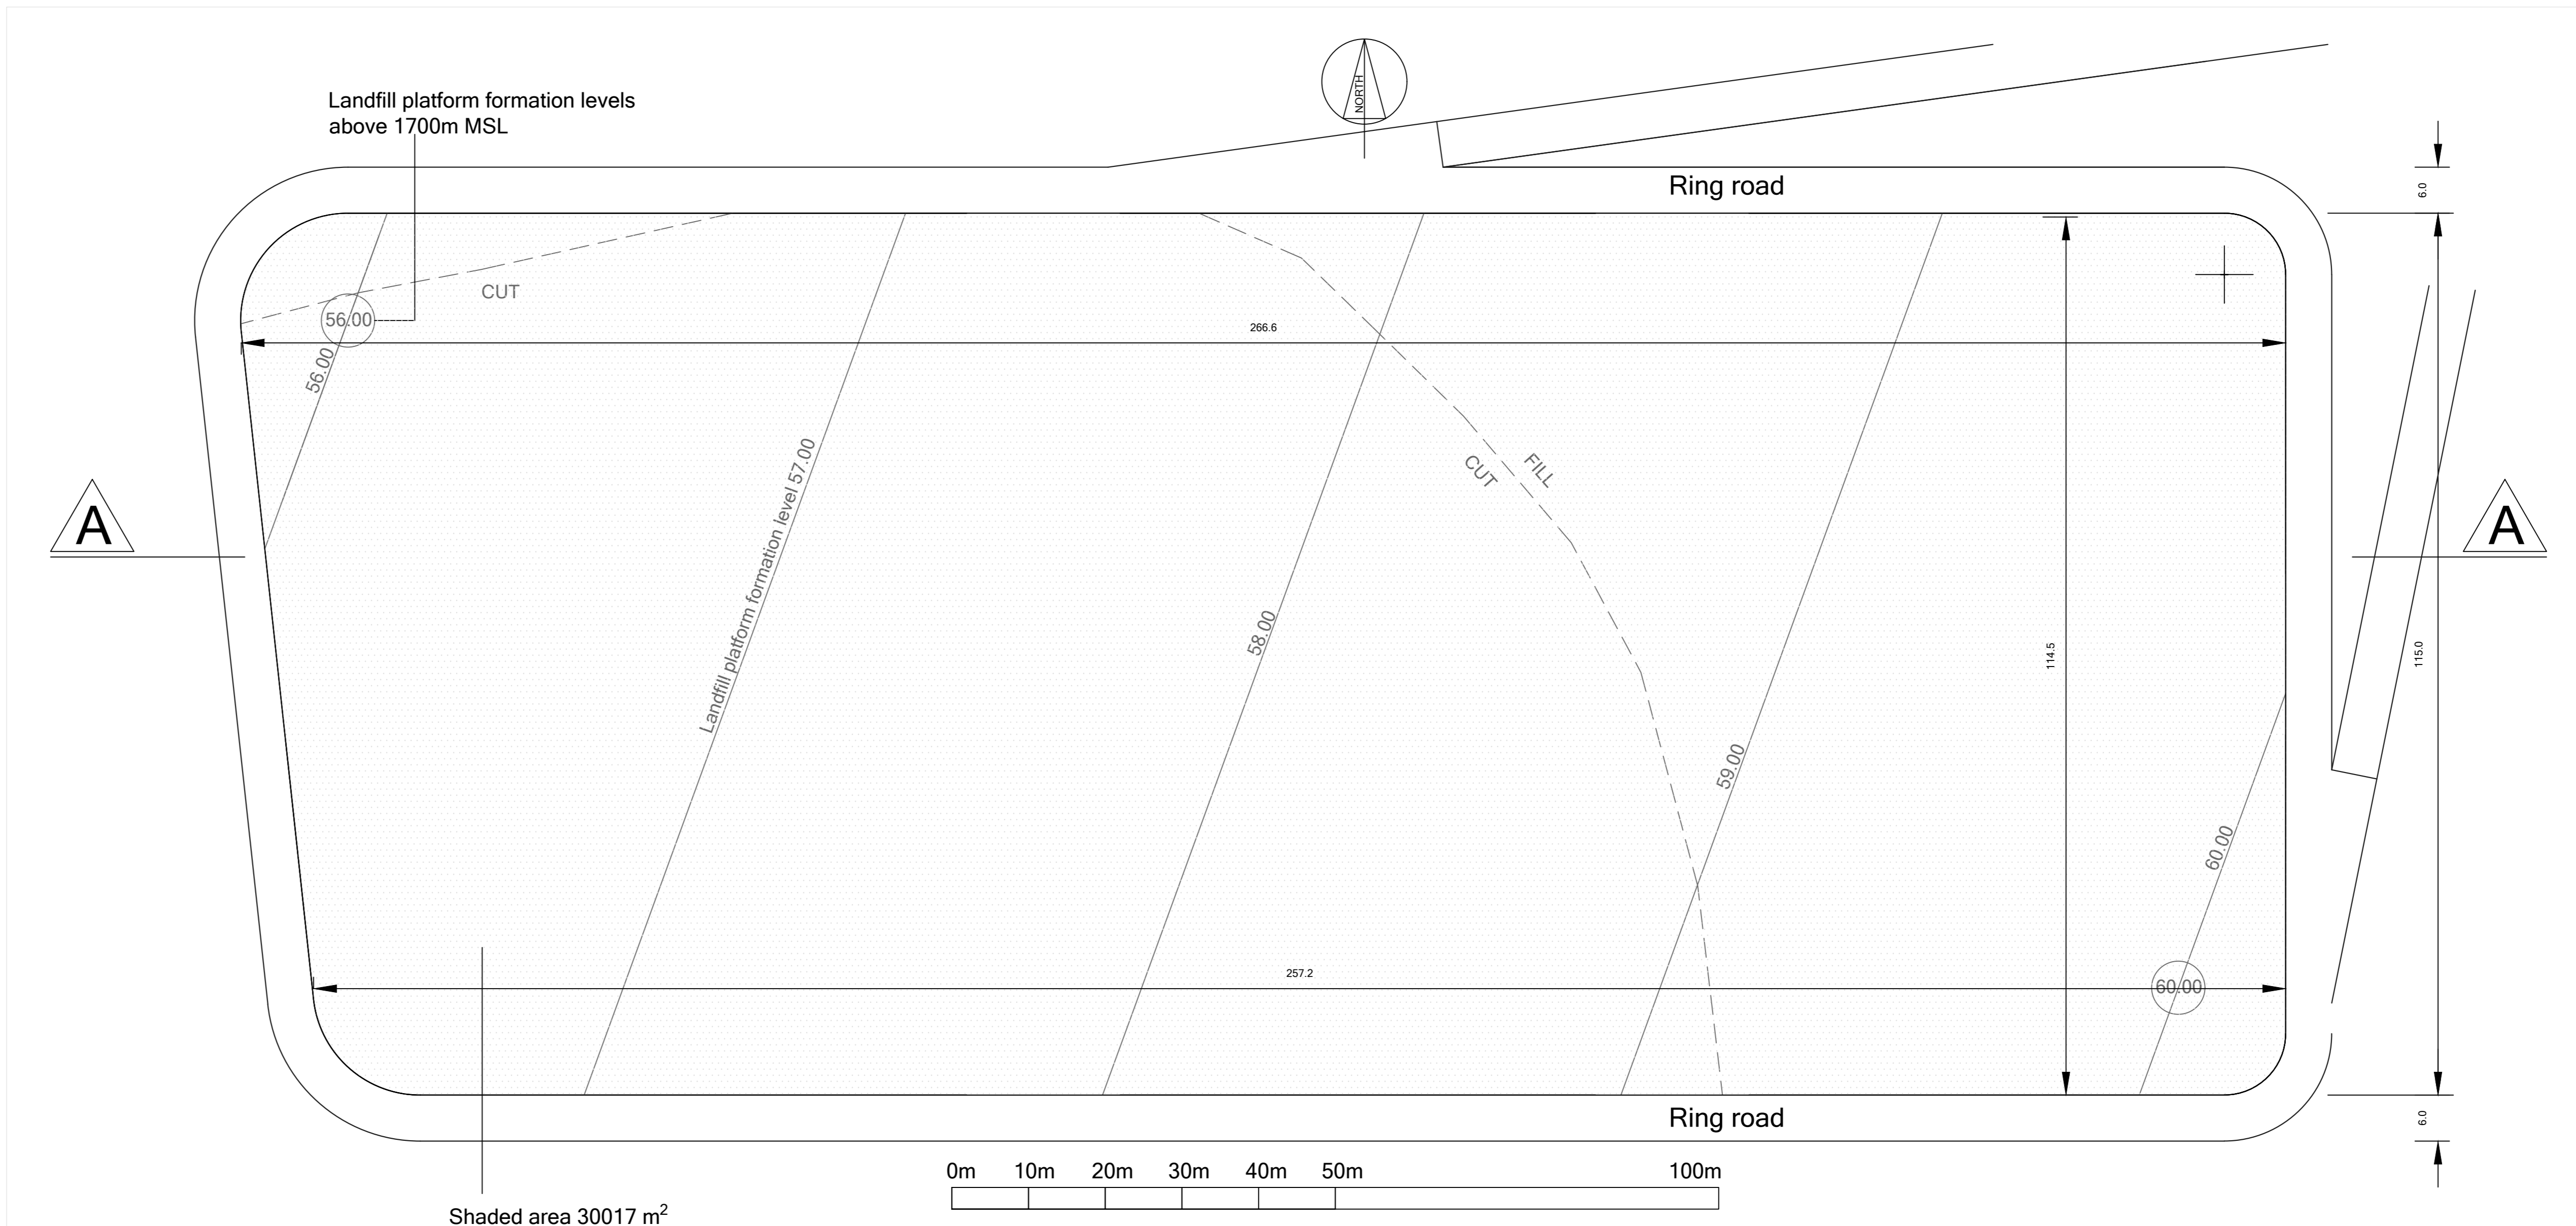 NORTH
Landfill platform formation levels
above 1700m MSL
Ring road
6.0
CUT
56.00
266.6
56.00
A
CUT
FILL
A
Landfill platform formation level 57.00
58.00
59.00
114.5
115.0
60.00
257.2
60.00
Ring road
6.0
0m 10m 20m 30m 40m 50m 100m
Shaded area 30017 m²